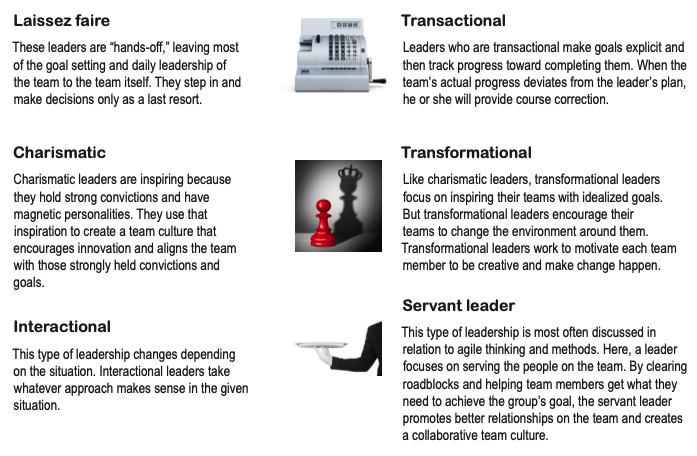 Laissez faire
These leaders are “hands-off,” leaving most
of the goal setting and daily leadership of
the team to the team itself. They step in and
make decisions only as a last resort.
Transactional
Leaders who are transactional make goals explicit and
then track progress toward completing them. When the
team’s actual progress deviates from the leader’s plan,
he or she will provide course correction.
Charismatic
Charismatic leaders are inspiring because
they hold strong convictions and have
magnetic personalities. They use that
inspiration to create a team culture that
encourages innovation and aligns the team
with those strongly held convictions and
goals.
Transformational
Like charismatic leaders, transformational leaders
focus on inspiring their teams with idealized goals.
But transformational leaders encourage their
teams to change the environment around them.
Transformational leaders work to motivate each team
member to be creative and make change happen.
Interactional
This type of leadership changes depending
on the situation. Interactional leaders take
whatever approach makes sense in the given
situation.
Servant leader
This type of leadership is most often discussed in
relation to agile thinking and methods. Here, a leader
focuses on serving the people on the team. By clearing
roadblocks and helping team members get what they
need to achieve the group’s goal, the servant leader
promotes better relationships on the team and creates
a collaborative team culture.